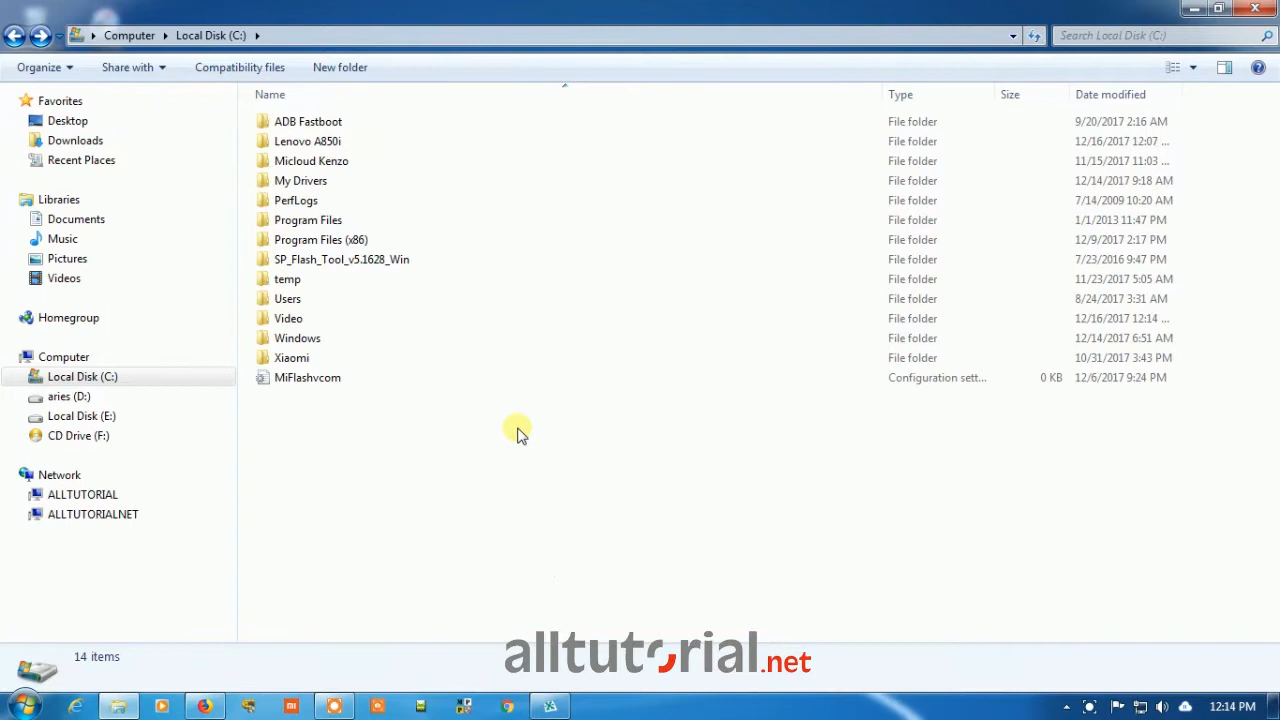 Computer Local Disk (C:) Search Local Disk (C:)
Organize Share with Compatibility files New folder
Name Type Size Date modified
Favorites
Desktop
Downloads
Recent Places
Libraries
Documents
Music
Pictures
Videos
Homegroup
Computer
Local Disk (C:)
aries (D:)
Local Disk (E:)
CD Drive (F:)
Network
ALLTUTORIAL
ALLTUTORIALNET
ADB Fastboot File folder 9/20/2017 2:16 AM
Lenovo A850i File folder 12/16/2017 12:07 ...
Micloud Kenzo File folder 11/15/2017 11:03 ...
My Drivers File folder 12/14/2017 9:18 AM
PerfLogs File folder 7/14/2009 10:20 AM
Program Files File folder 1/1/2013 11:47 PM
Program Files (x86) File folder 12/9/2017 2:17 PM
SP_Flash_Tool_v5.1628_Win File folder 7/23/2016 9:47 PM
temp File folder 11/23/2017 5:05 AM
Users File folder 8/24/2017 3:31 AM
Video File folder 12/16/2017 12:14 ...
Windows File folder 12/14/2017 6:51 AM
Xiaomi File folder 10/31/2017 3:43 PM
MiFlashvcom Configuration sett... 0 KB 12/6/2017 9:24 PM
14 items
alltutorial.net
12:14 PM